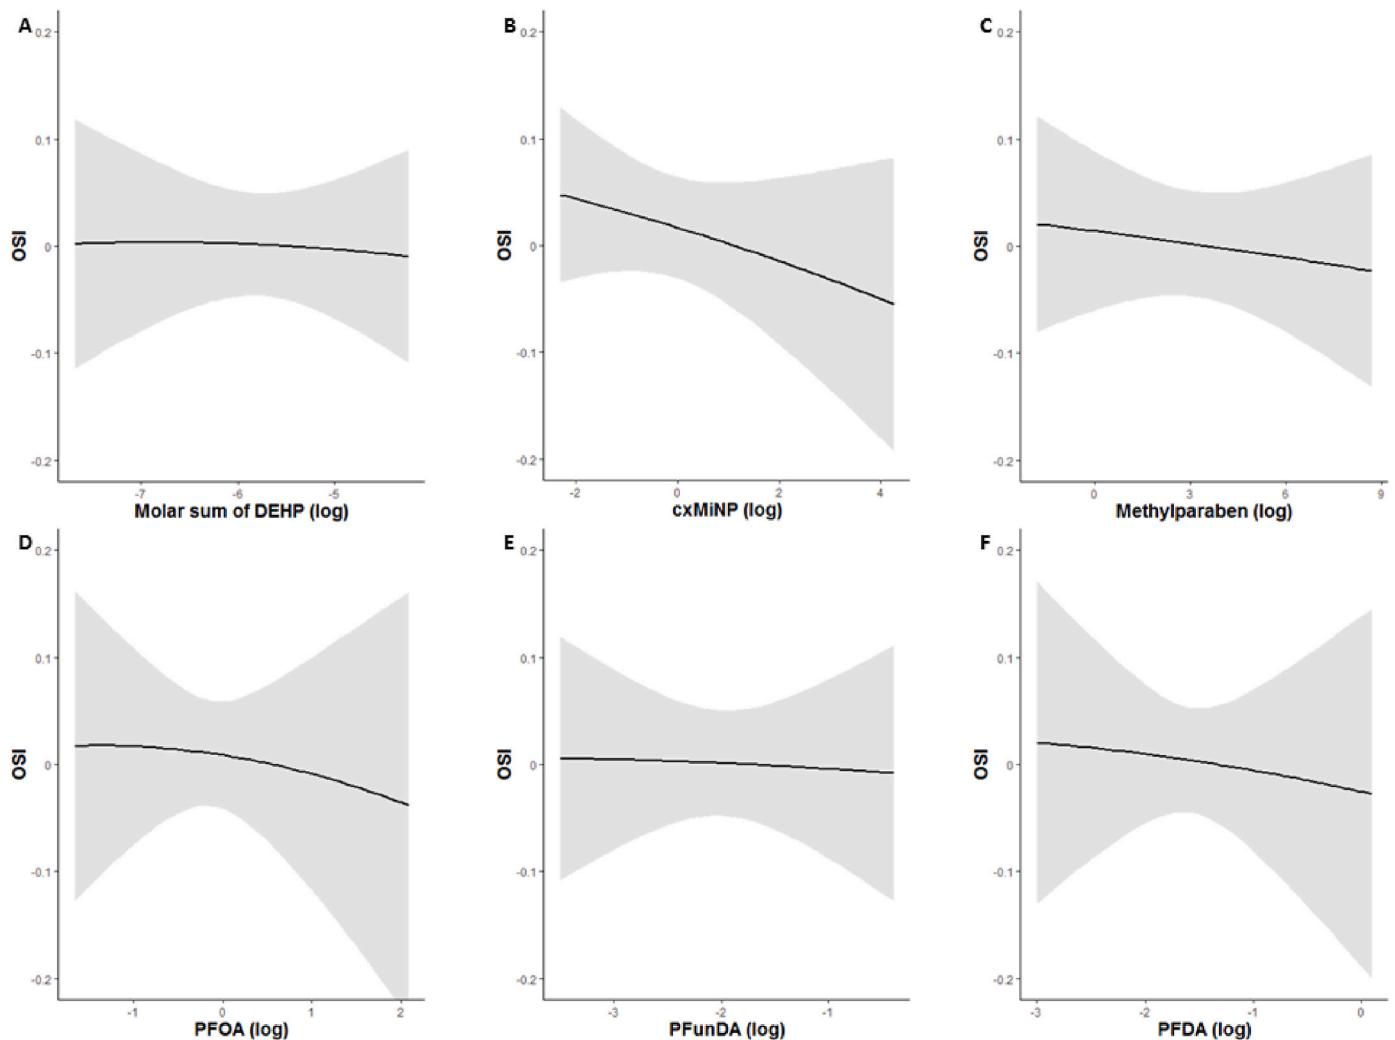 A
0.2
0.1
0
-0.1
-0.2
OSI
-7
-6
-5
Molar sum of DEHP (log)
B
0.2
0.1
0
-0.1
-0.2
OSI
-2
0
2
4
cxMiNP (log)
C
0.2
0.1
0
-0.1
-0.2
OSI
0
3
6
9
Methylparaben (log)
D
0.2
0.1
0
-0.1
-0.2
OSI
-1
0
1
2
PFOA (log)
E
0.2
0.1
0
-0.1
-0.2
OSI
-3
-2
-1
PFunDA (log)
F
0.2
0.1
0
-0.1
-0.2
OSI
-3
-2
-1
0
PFDA (log)